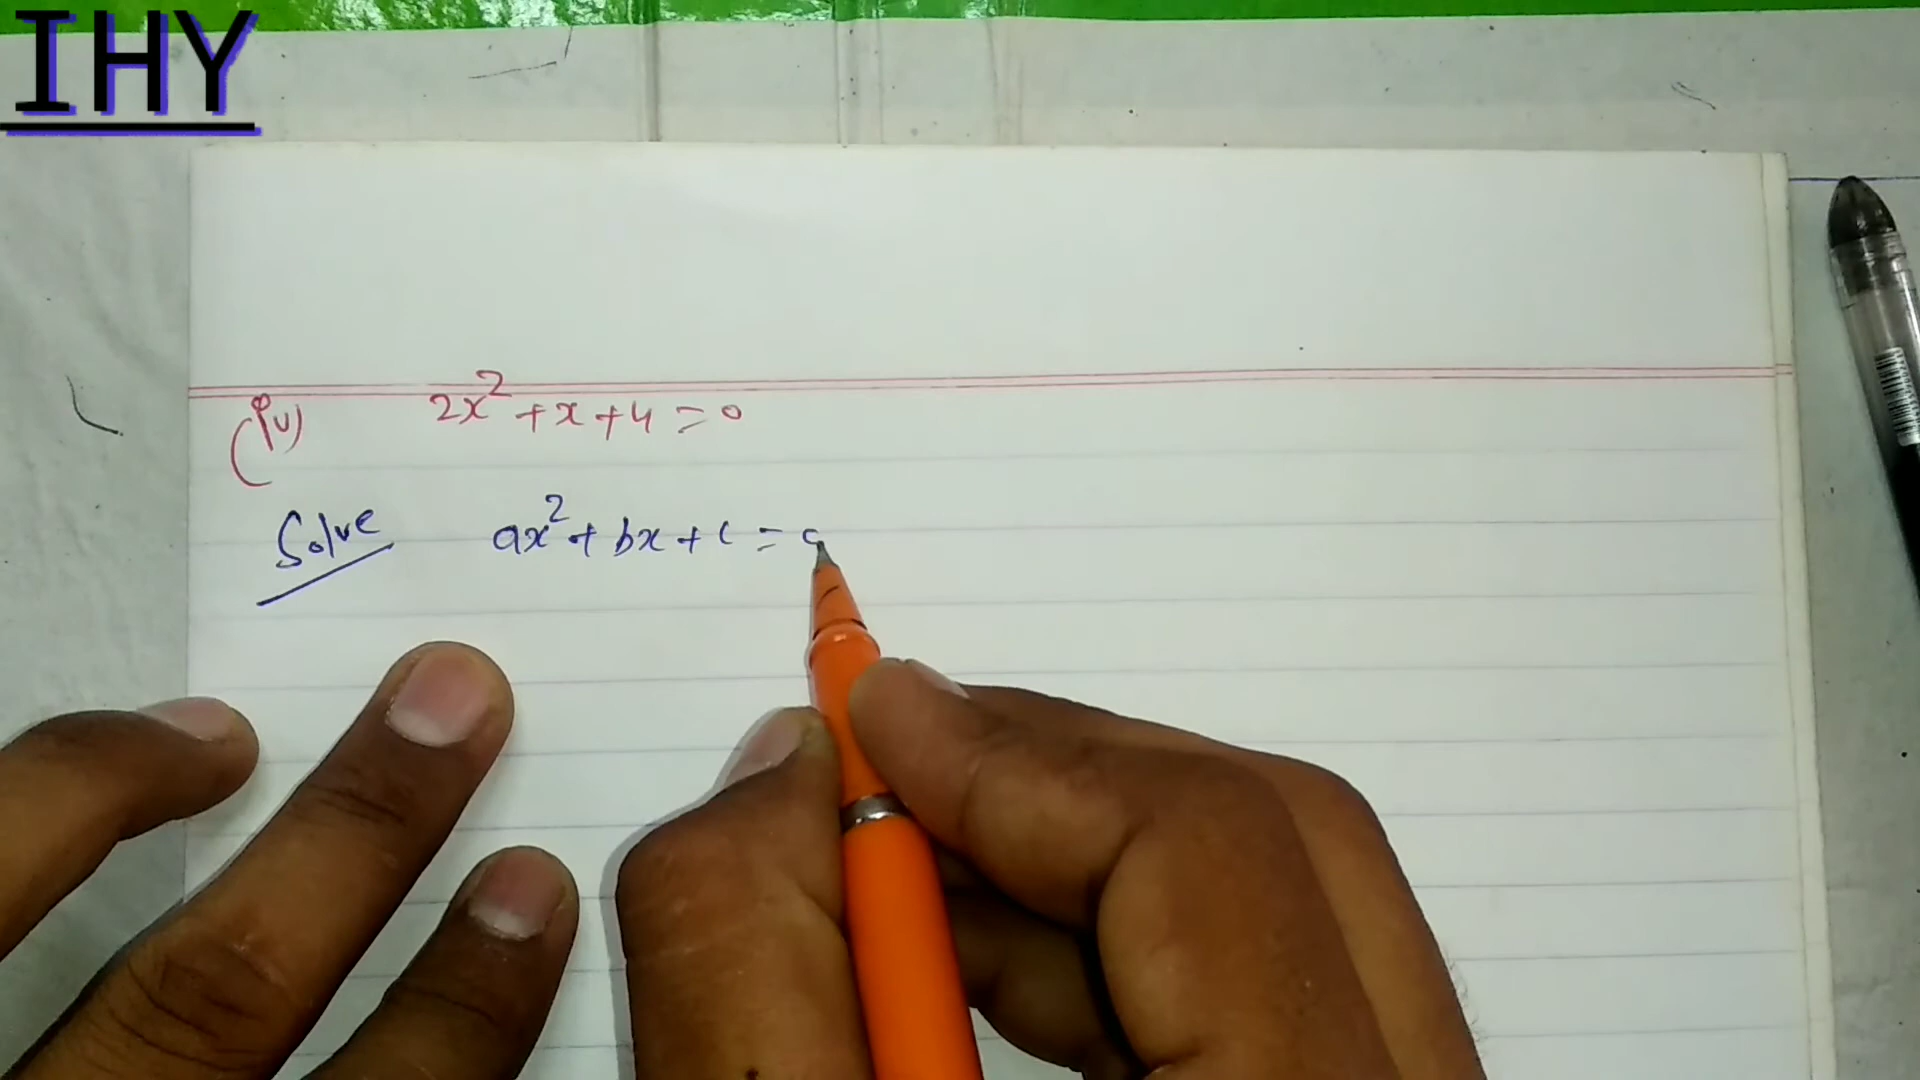 IHY
(iv) 2x² + x + 4 = 0
Solve ax² + bx + c = 0